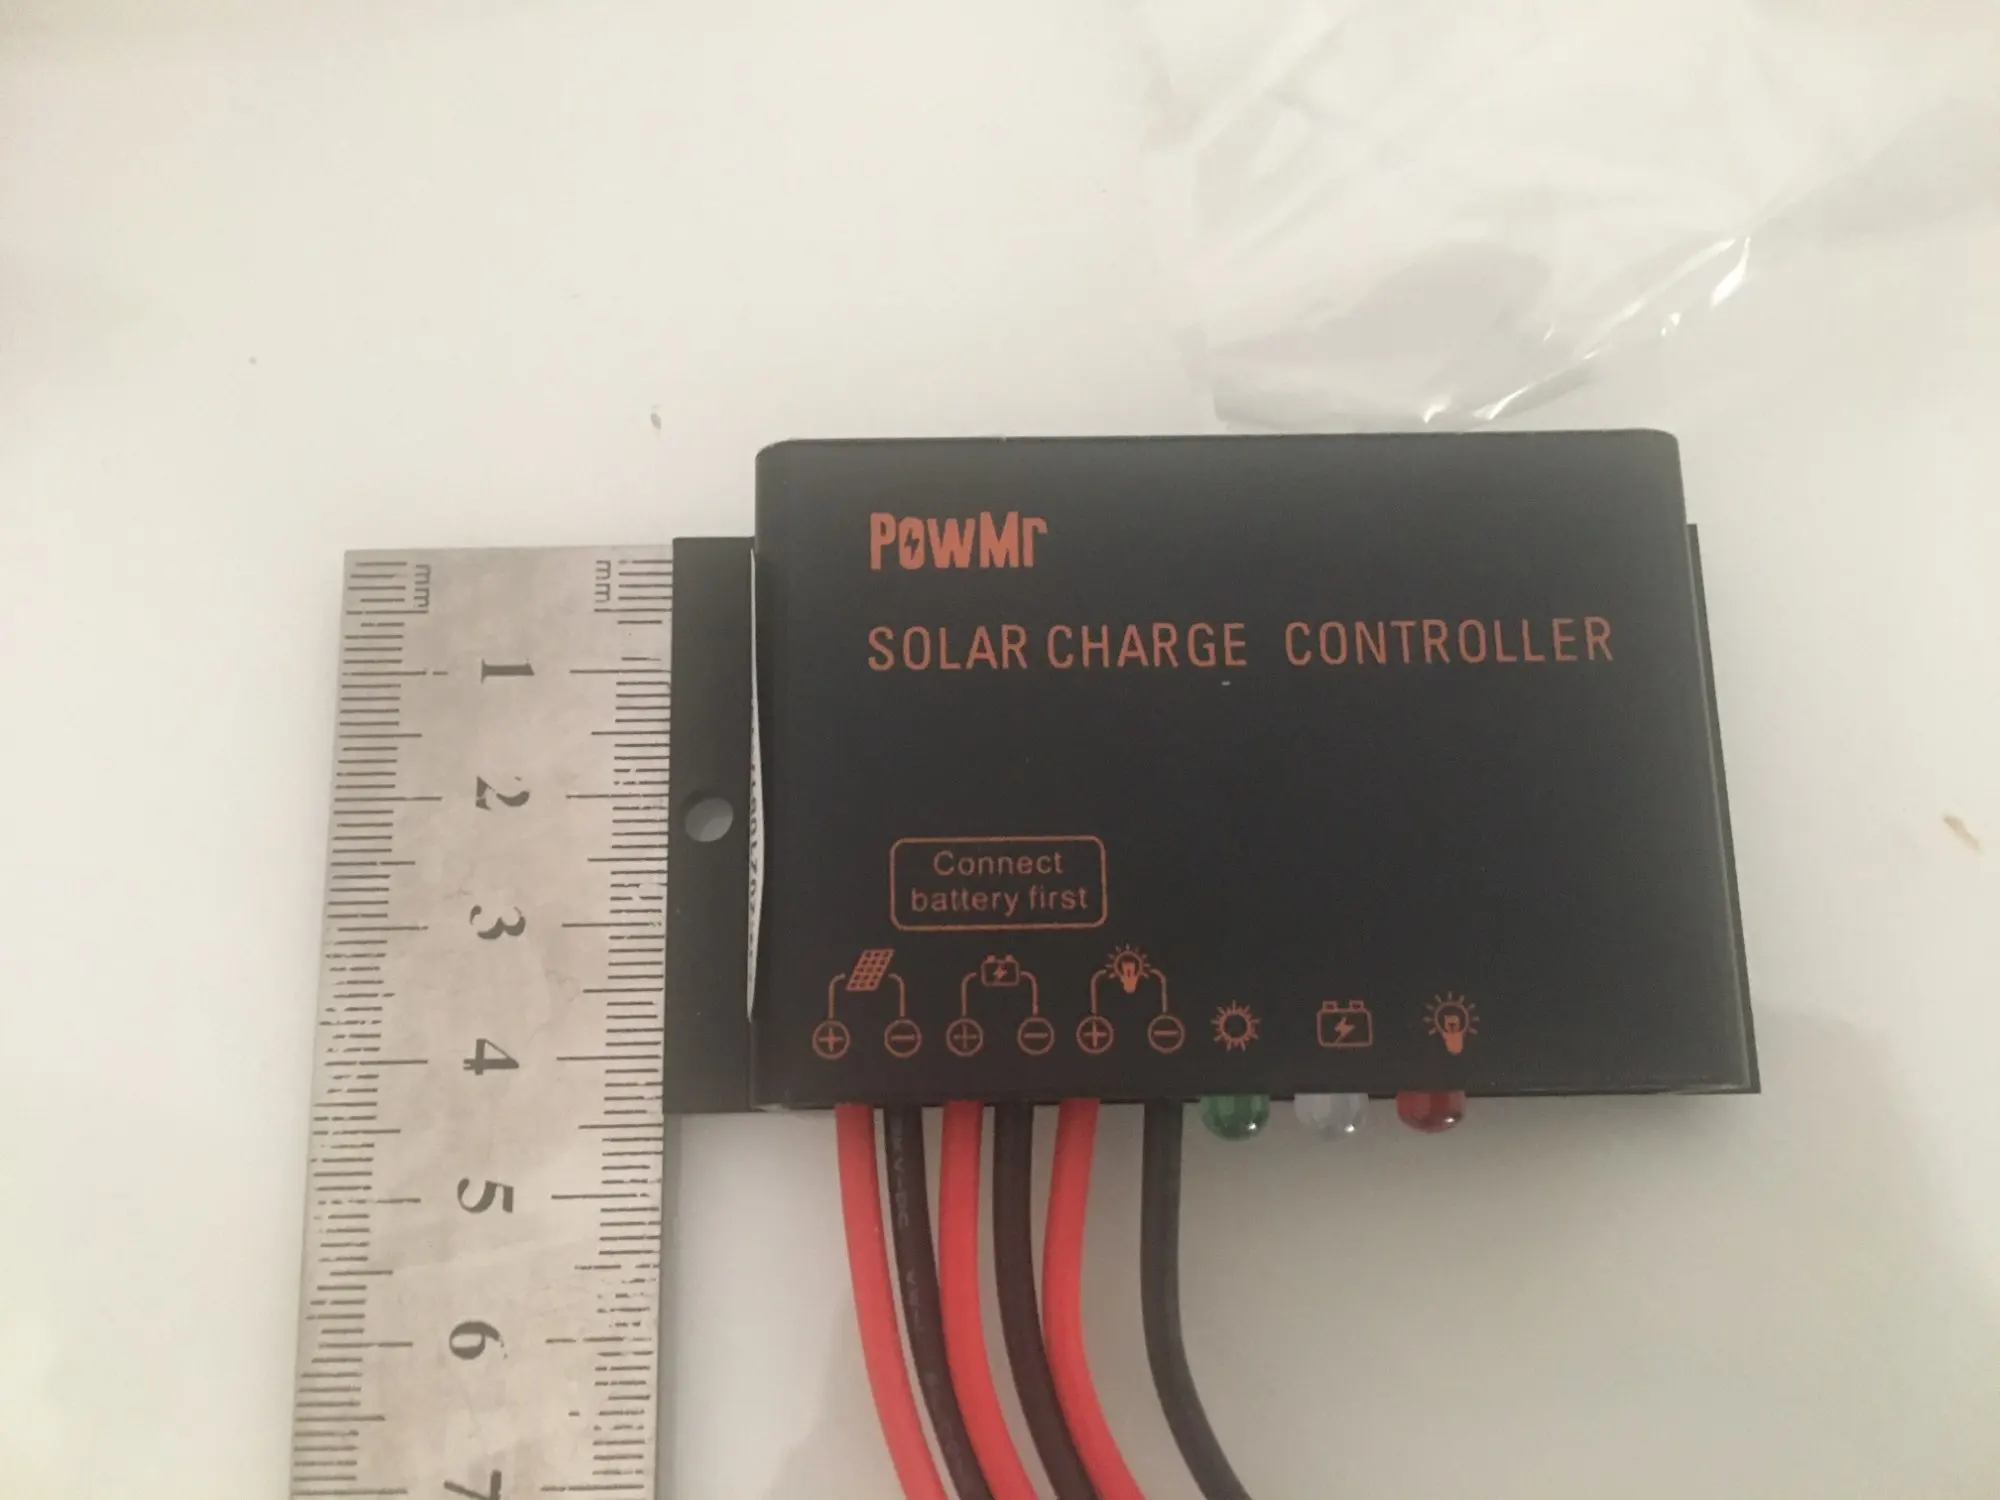 PowMr
SOLAR CHARGE CONTROLLER
Connect
battery first
mm
mm
1
2
3
4
5
6
7